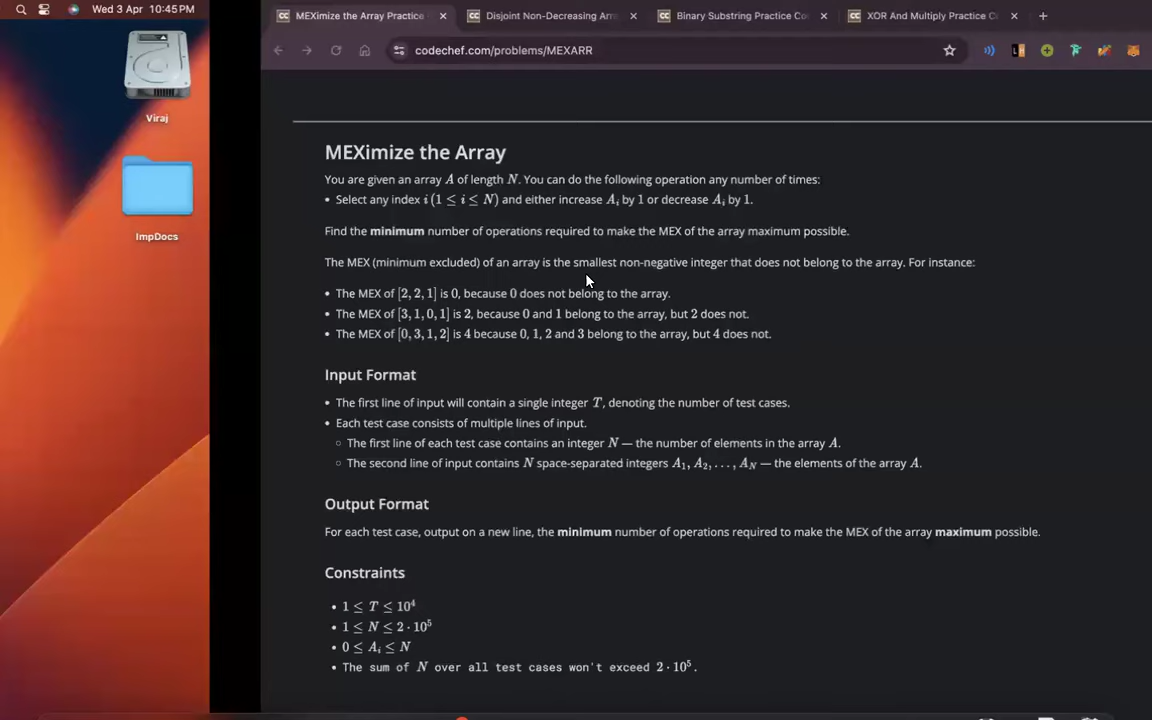 Wed 3 Apr 10:45 PM
MEXimize the Array Practice
Disjoint Non-Decreasing Arr
Binary Substring Practice Co
XOR And Multiply Practice C
codechef.com/problems/MEXARR
Viraj
ImpDocs
MEXimize the Array
You are given an array A of length N. You can do the following operation any number of times:
• Select any index i (1 ≤ i ≤ N) and either increase Aᵢ by 1 or decrease Aᵢ by 1.
Find the minimum number of operations required to make the MEX of the array maximum possible.
The MEX (minimum excluded) of an array is the smallest non-negative integer that does not belong to the array. For instance:
• The MEX of [2, 2, 1] is 0, because 0 does not belong to the array.
• The MEX of [3, 1, 0, 1] is 2, because 0 and 1 belong to the array, but 2 does not.
• The MEX of [0, 3, 1, 2] is 4 because 0, 1, 2 and 3 belong to the array, but 4 does not.
Input Format
• The first line of input will contain a single integer T, denoting the number of test cases.
• Each test case consists of multiple lines of input.
○ The first line of each test case contains an integer N — the number of elements in the array A.
○ The second line of input contains N space-separated integers A₁, A₂, . . . , A_N — the elements of the array A.
Output Format
For each test case, output on a new line, the minimum number of operations required to make the MEX of the array maximum possible.
Constraints
• 1 ≤ T ≤ 10⁴
• 1 ≤ N ≤ 2 · 10⁵
• 0 ≤ Aᵢ ≤ N
• The sum of N over all test cases won't exceed 2 · 10⁵.